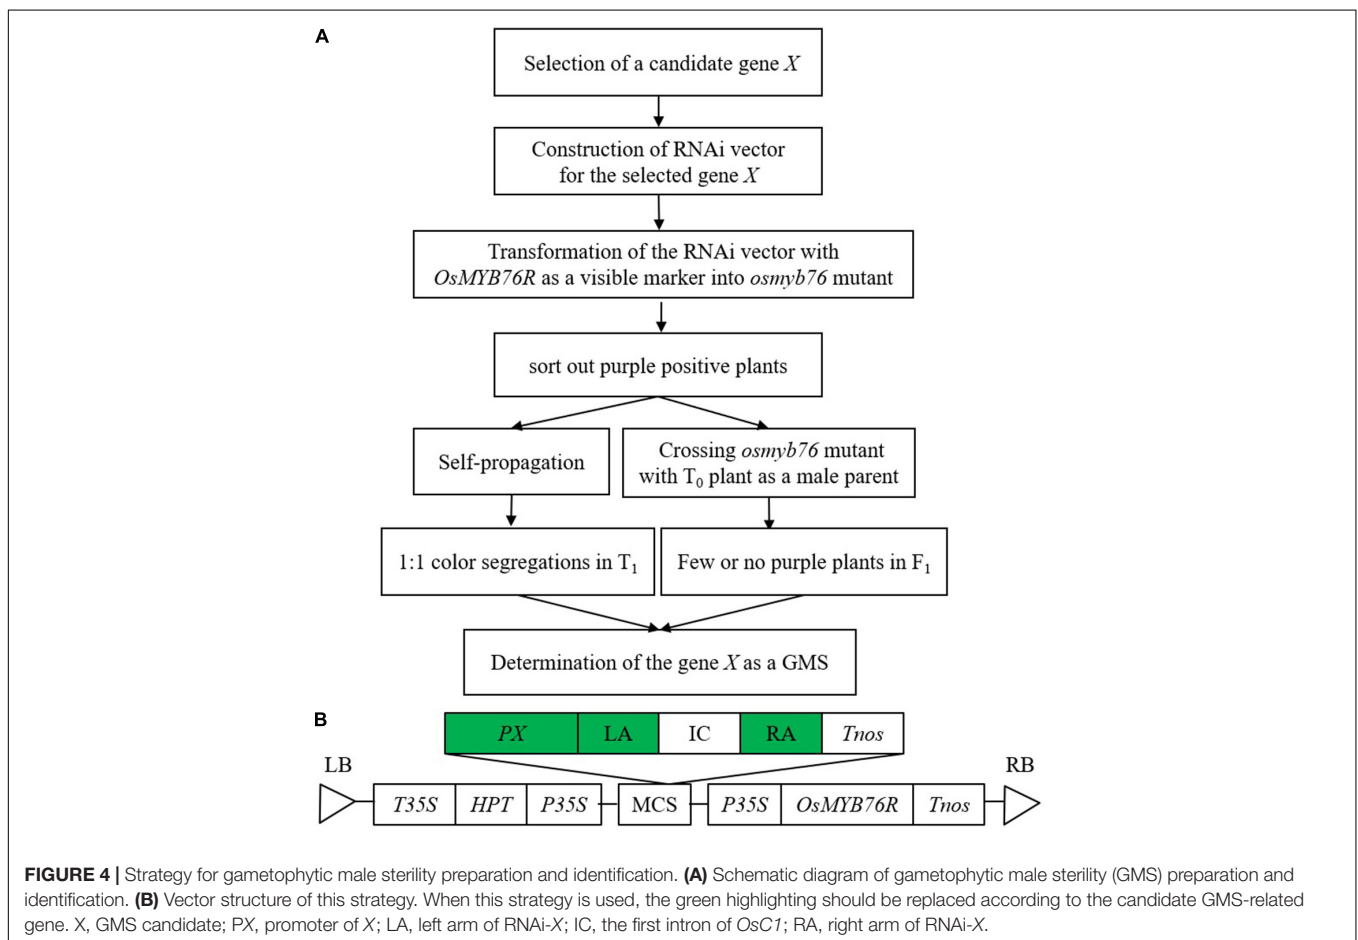 A
Selection of a candidate gene X
Construction of RNAi vector
for the selected gene X
Transformation of the RNAi vector with
OsMYB76R as a visible marker into osmyb76 mutant
sort out purple positive plants
Self-propagation
Crossing osmyb76 mutant
with T0 plant as a male parent
1:1 color segregations in T1
Few or no purple plants in F1
Determination of the gene X as a GMS
B
PX LA IC RA Tnos
LB RB
T35S HPT P35S MCS P35S OsMYB76R Tnos
FIGURE 4 | Strategy for gametophytic male sterility preparation and identification. (A) Schematic diagram of gametophytic male sterility (GMS) preparation and
identification. (B) Vector structure of this strategy. When this strategy is used, the green highlighting should be replaced according to the candidate GMS-related
gene. X, GMS candidate; PX, promoter of X; LA, left arm of RNAi-X; IC, the first intron of OsC1; RA, right arm of RNAi-X.